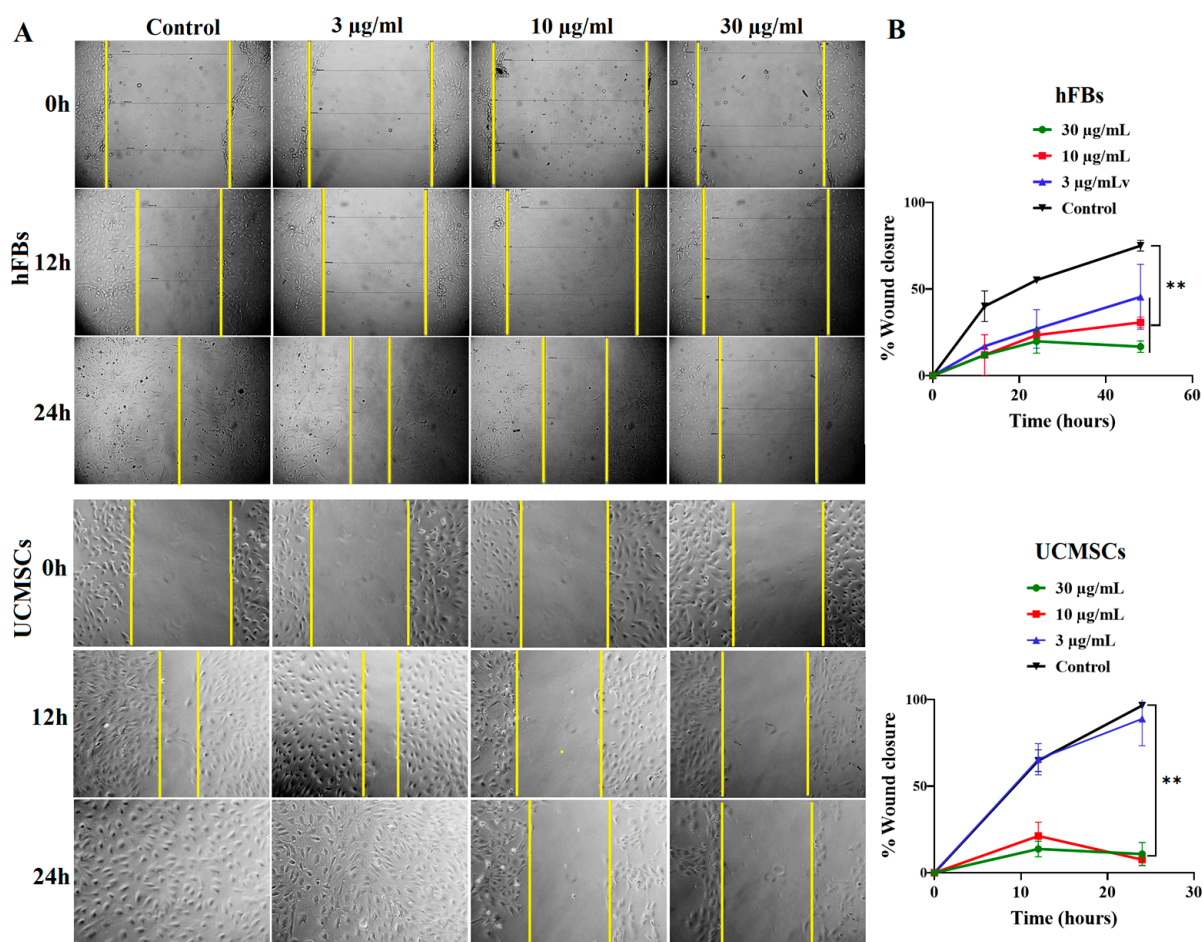 A
Control
3 µg/ml
10 µg/ml
30 µg/ml
hFBs
0h
12h
24h
UCMSCs
0h
12h
24h
B
hFBs
30 µg/mL
10 µg/mL
3 µg/mLv
Control
% Wound closure
100
50
0
0
20
40
60
**
Time (hours)
UCMSCs
30 µg/mL
10 µg/mL
3 µg/mL
Control
% Wound closure
100
50
0
0
10
20
30
**
Time (hours)